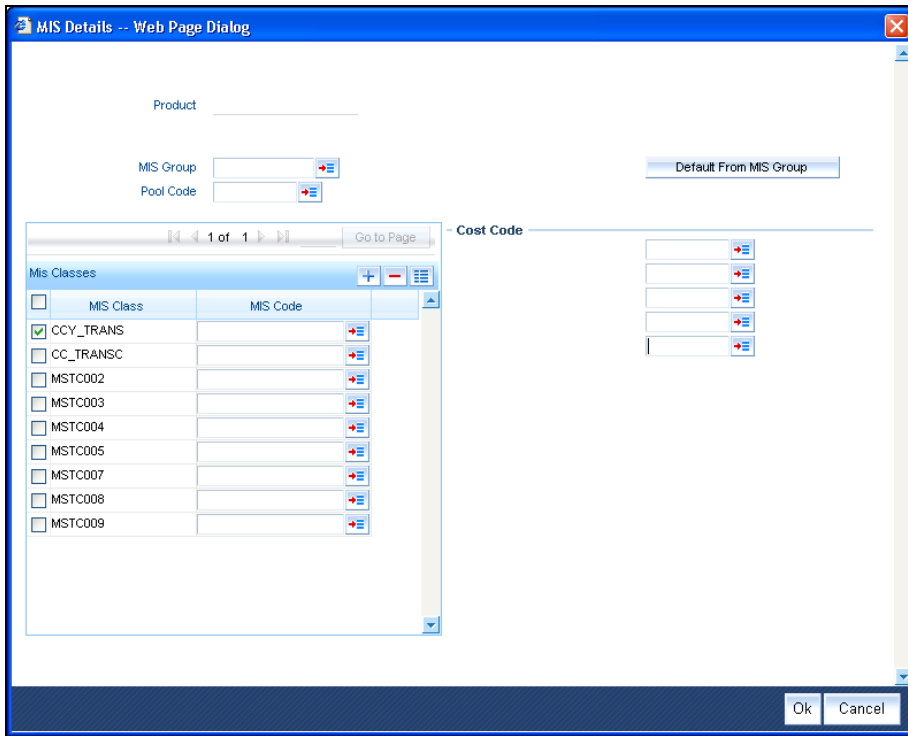 MIS Details -- Web Page Dialog
Product
MIS Group
Default From MIS Group
Pool Code
1 of 1
Go to Page
Cost Code
Mis Classes
MIS Class MIS Code
CCY_TRANS
CC_TRANSC
MSTC002
MSTC003
MSTC004
MSTC005
MSTC007
MSTC008
MSTC009
Ok Cancel